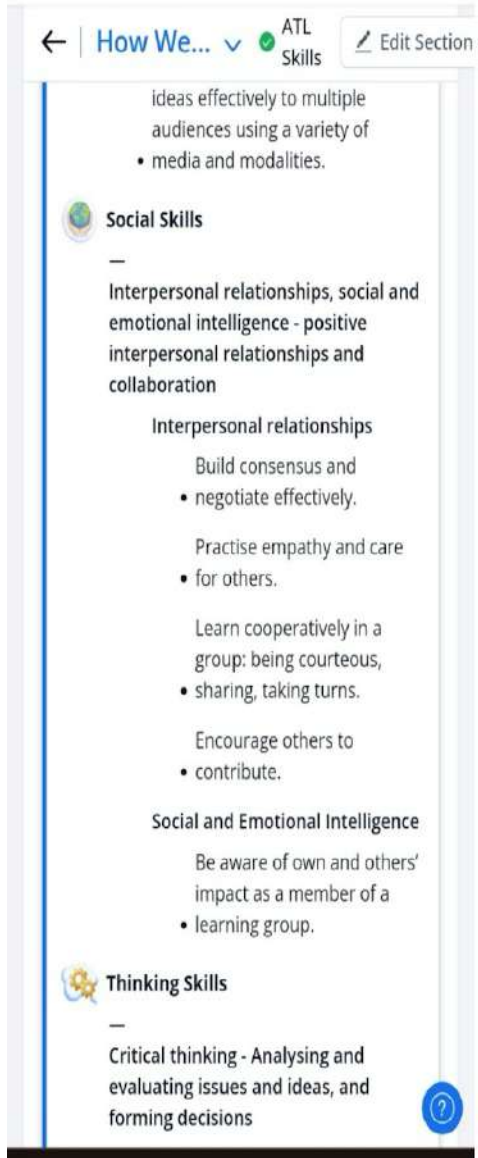 ← | How We... ATL
Skills
Edit Section
ideas effectively to multiple
audiences using a variety of
• media and modalities.
Social Skills
—
Interpersonal relationships, social and
emotional intelligence - positive
interpersonal relationships and
collaboration
Interpersonal relationships
Build consensus and
• negotiate effectively.
Practise empathy and care
• for others.
Learn cooperatively in a
group: being courteous,
• sharing, taking turns.
Encourage others to
• contribute.
Social and Emotional Intelligence
Be aware of own and others’
impact as a member of a
• learning group.
Thinking Skills
—
Critical thinking - Analysing and
evaluating issues and ideas, and
forming decisions
?